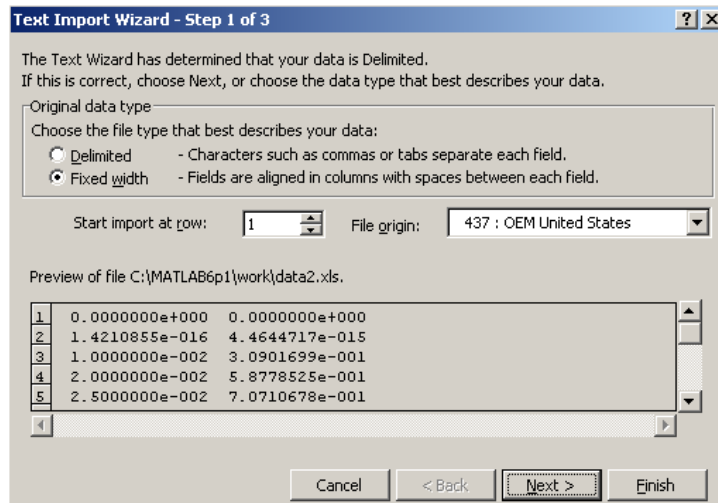 Text Import Wizard - Step 1 of 3
The Text Wizard has determined that your data is Delimited.
If this is correct, choose Next, or choose the data type that best describes your data.
Original data type
Choose the file type that best describes your data:
Delimited - Characters such as commas or tabs separate each field.
Fixed width - Fields are aligned in columns with spaces between each field.
Start import at row: 1 File origin: 437 : OEM United States
Preview of file C:\MATLAB6p1\work\data2.xls.
1 0.0000000e+000 0.0000000e+000
2 1.4210855e-016 4.4644717e-015
3 1.0000000e-002 3.0901699e-001
4 2.0000000e-002 5.8778525e-001
5 2.5000000e-002 7.0710678e-001
Cancel < Back Next > Finish